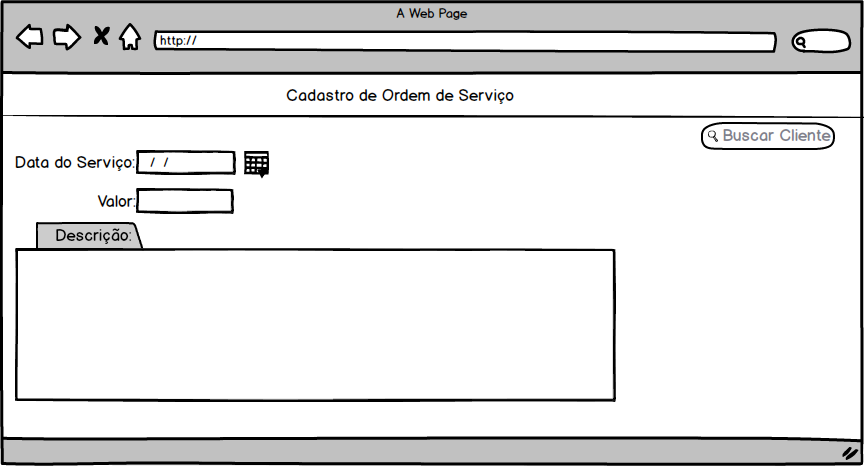 A Web Page
http://
Cadastro de Ordem de Serviço
Buscar Cliente
Data do Serviço: / /
Valor:
Descrição: